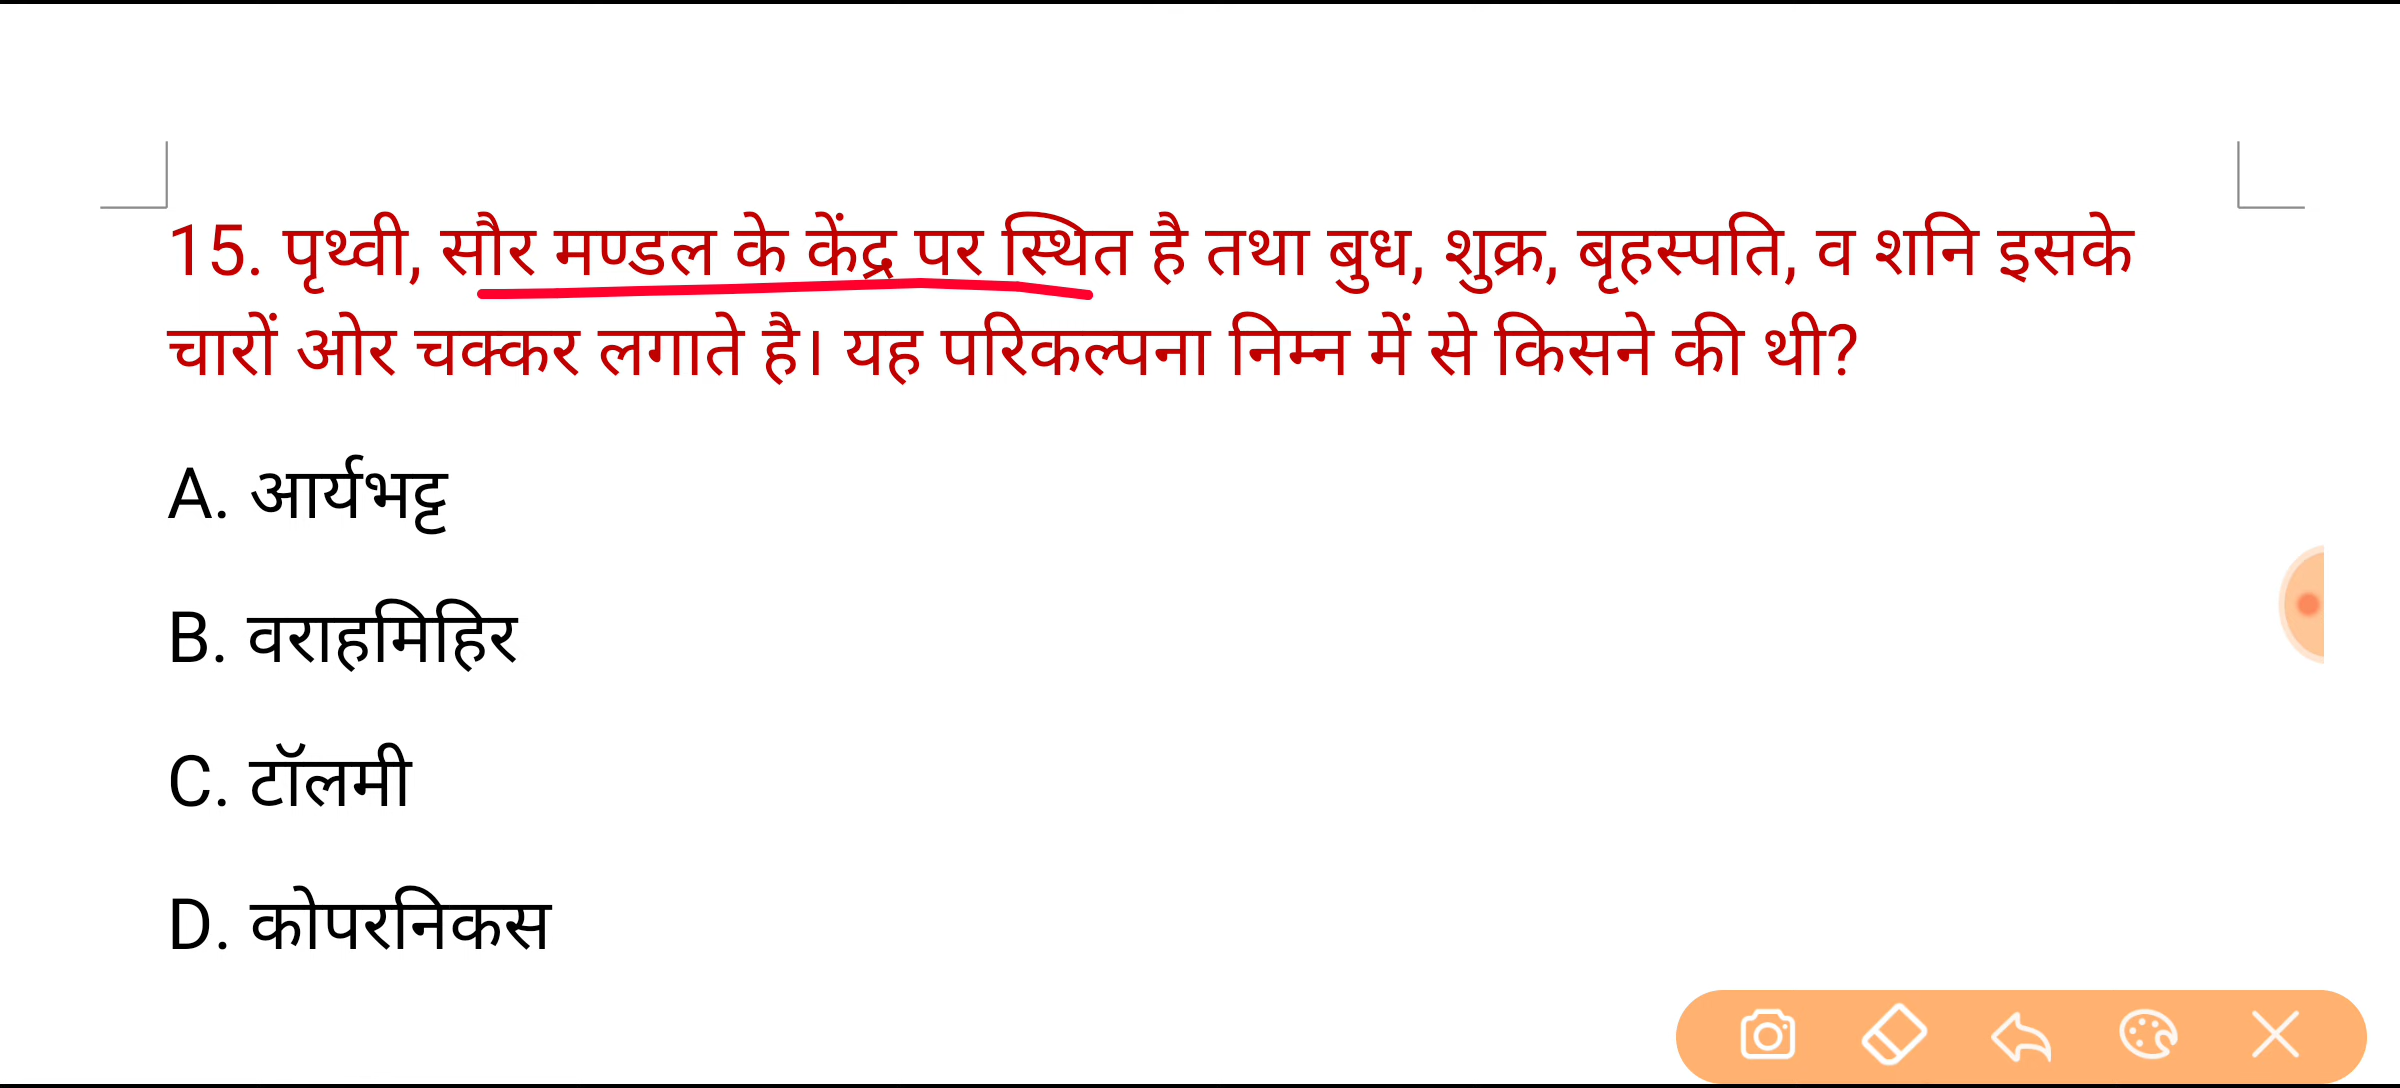 15. पृथ्वी, सौर मण्डल के केंद्र पर स्थित है तथा बुध, शुक्र, बृहस्पति, व शनि इसके
चारों ओर चक्कर लगाते है। यह परिकल्पना निम्न में से किसने की थी?
A. आर्यभट्ट
B. वराहमिहिर
C. टॉलमी
D. कोपरनिकस